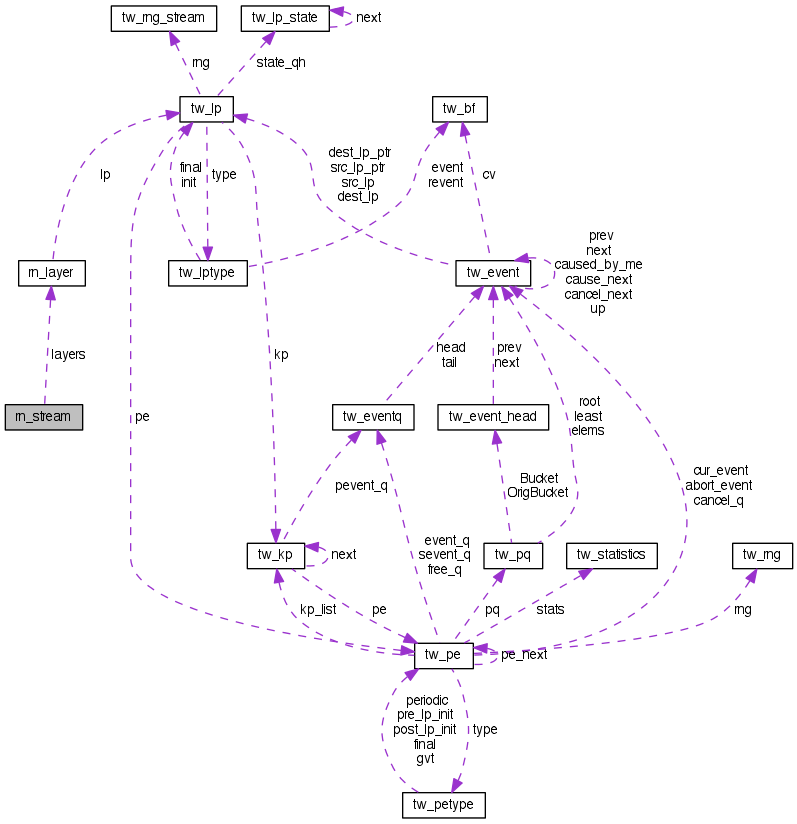 tw_rng_stream
tw_lp_state
next
rng
state_qh
tw_lp
tw_bf
lp
final
init
type
dest_lp_ptr
src_lp_ptr
src_lp
dest_lp
event
revent
cv
rn_layer
tw_lptype
tw_event
prev
next
caused_by_me
cause_next
cancel_next
up
layers
kp
head
tail
prev
next
rn_stream
pe
tw_eventq
tw_event_head
root
least
elems
pevent_q
Bucket
OrigBucket
cur_event
abort_event
cancel_q
tw_kp
next
event_q
sevent_q
free_q
tw_pq
tw_statistics
tw_rng
kp_list
pe
pq
stats
rng
tw_pe
pe_next
periodic
pre_lp_init
post_lp_init
final
gvt
type
tw_petype